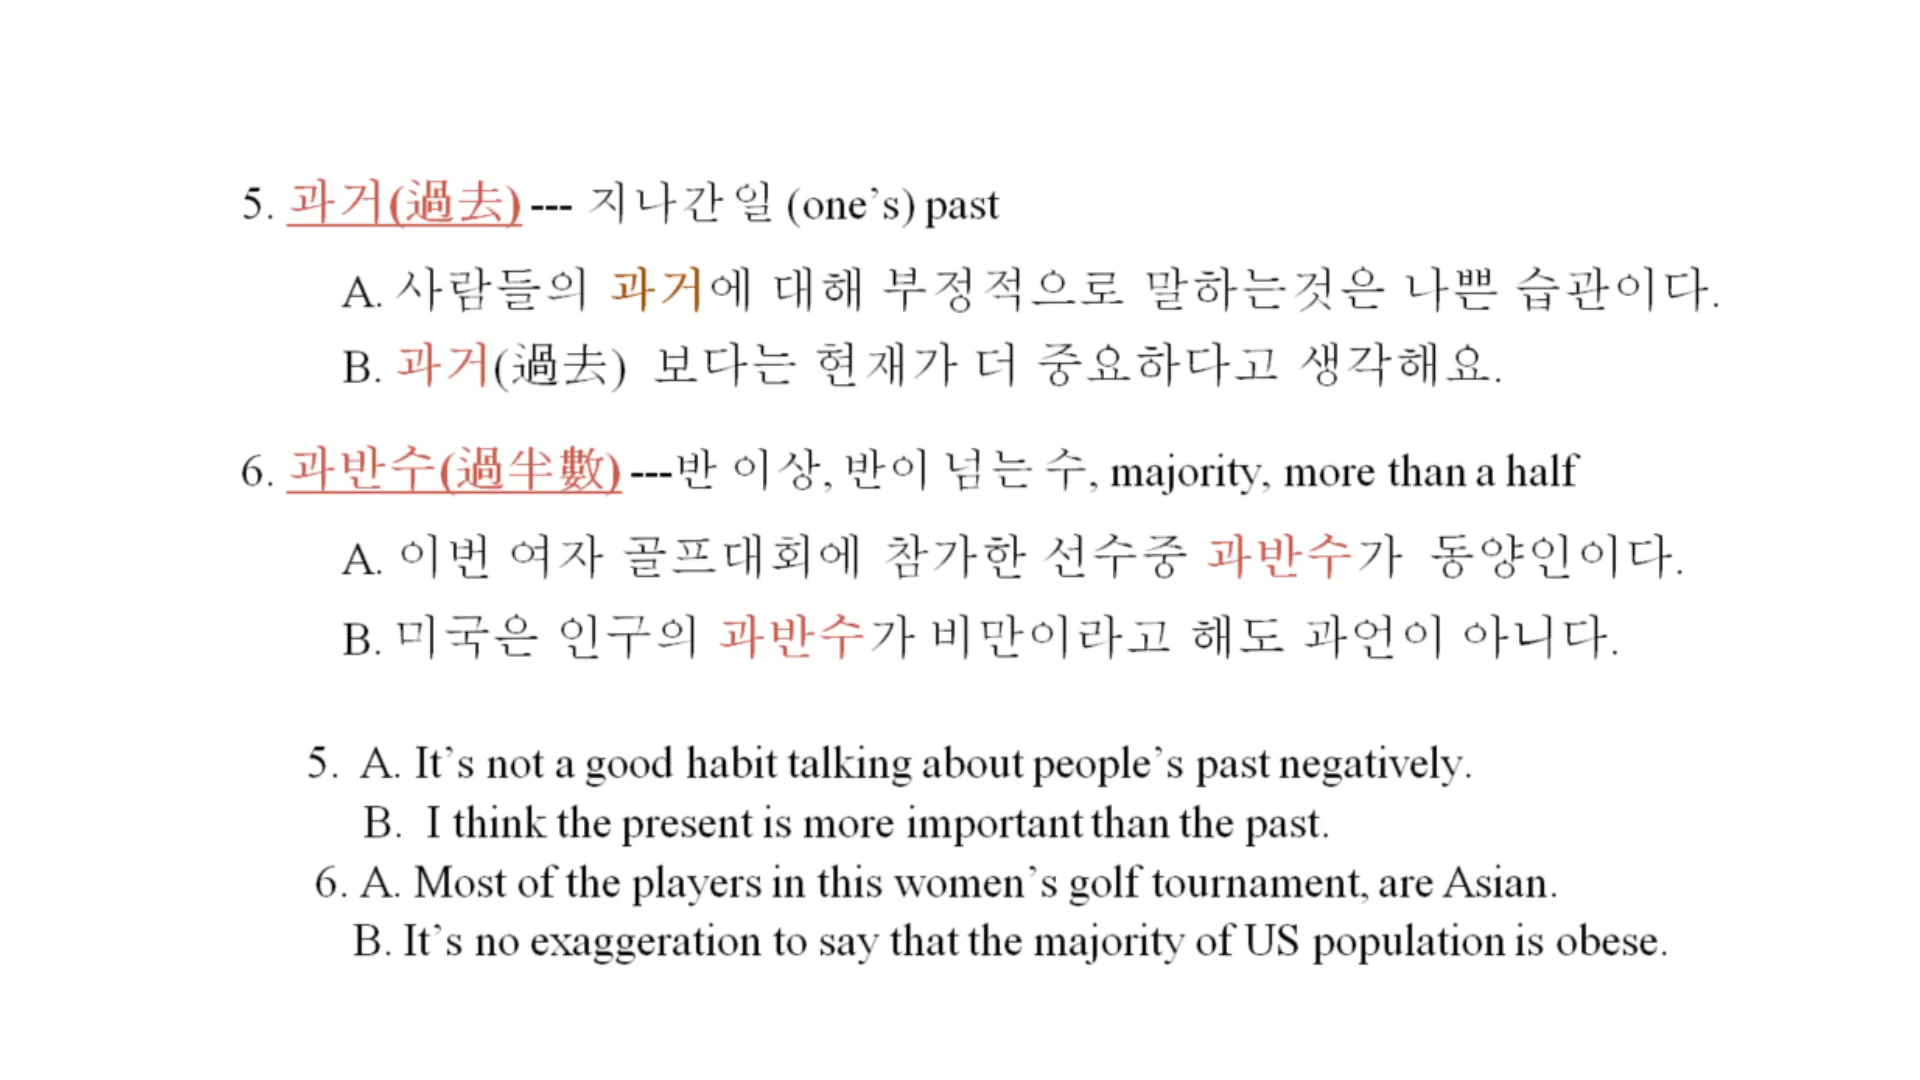 5. 과거(過去) --- 지나간 일 (one’s) past
A. 사람들의 과거에 대해 부정적으로 말하는것은 나쁜 습관이다.
B. 과거(過去) 보다는 현재가 더 중요하다고 생각해요.
6. 과반수(過半數) ---반 이상, 반이 넘는 수, majority, more than a half
A. 이번 여자 골프대회에 참가한 선수중 과반수가 동양인이다.
B. 미국은 인구의 과반수가 비만이라고 해도 과언이 아니다.
5. A. It’s not a good habit talking about people’s past negatively.
B. I think the present is more important than the past.
6. A. Most of the players in this women’s golf tournament, are Asian.
B. It’s no exaggeration to say that the majority of US population is obese.